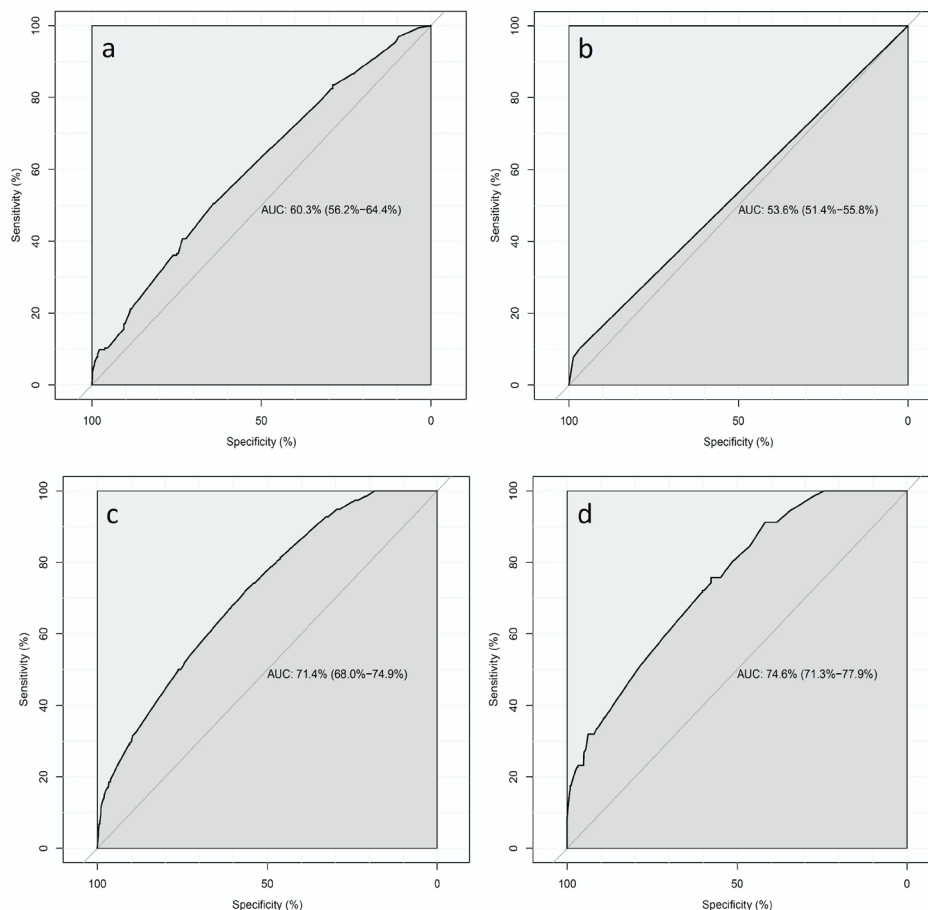 a
100
80
60
40
20
0
Sensitivity (%)
AUC: 60.3% (56.2%−64.4%)
100 50 0
Specificity (%)
b
100
80
60
40
20
0
Sensitivity (%)
AUC: 53.6% (51.4%−55.8%)
100 50 0
Specificity (%)
c
100
80
60
40
20
0
Sensitivity (%)
AUC: 71.4% (68.0%−74.9%)
100 50 0
Specificity (%)
d
100
80
60
40
20
0
Sensitivity (%)
AUC: 74.6% (71.3%−77.9%)
100 50 0
Specificity (%)